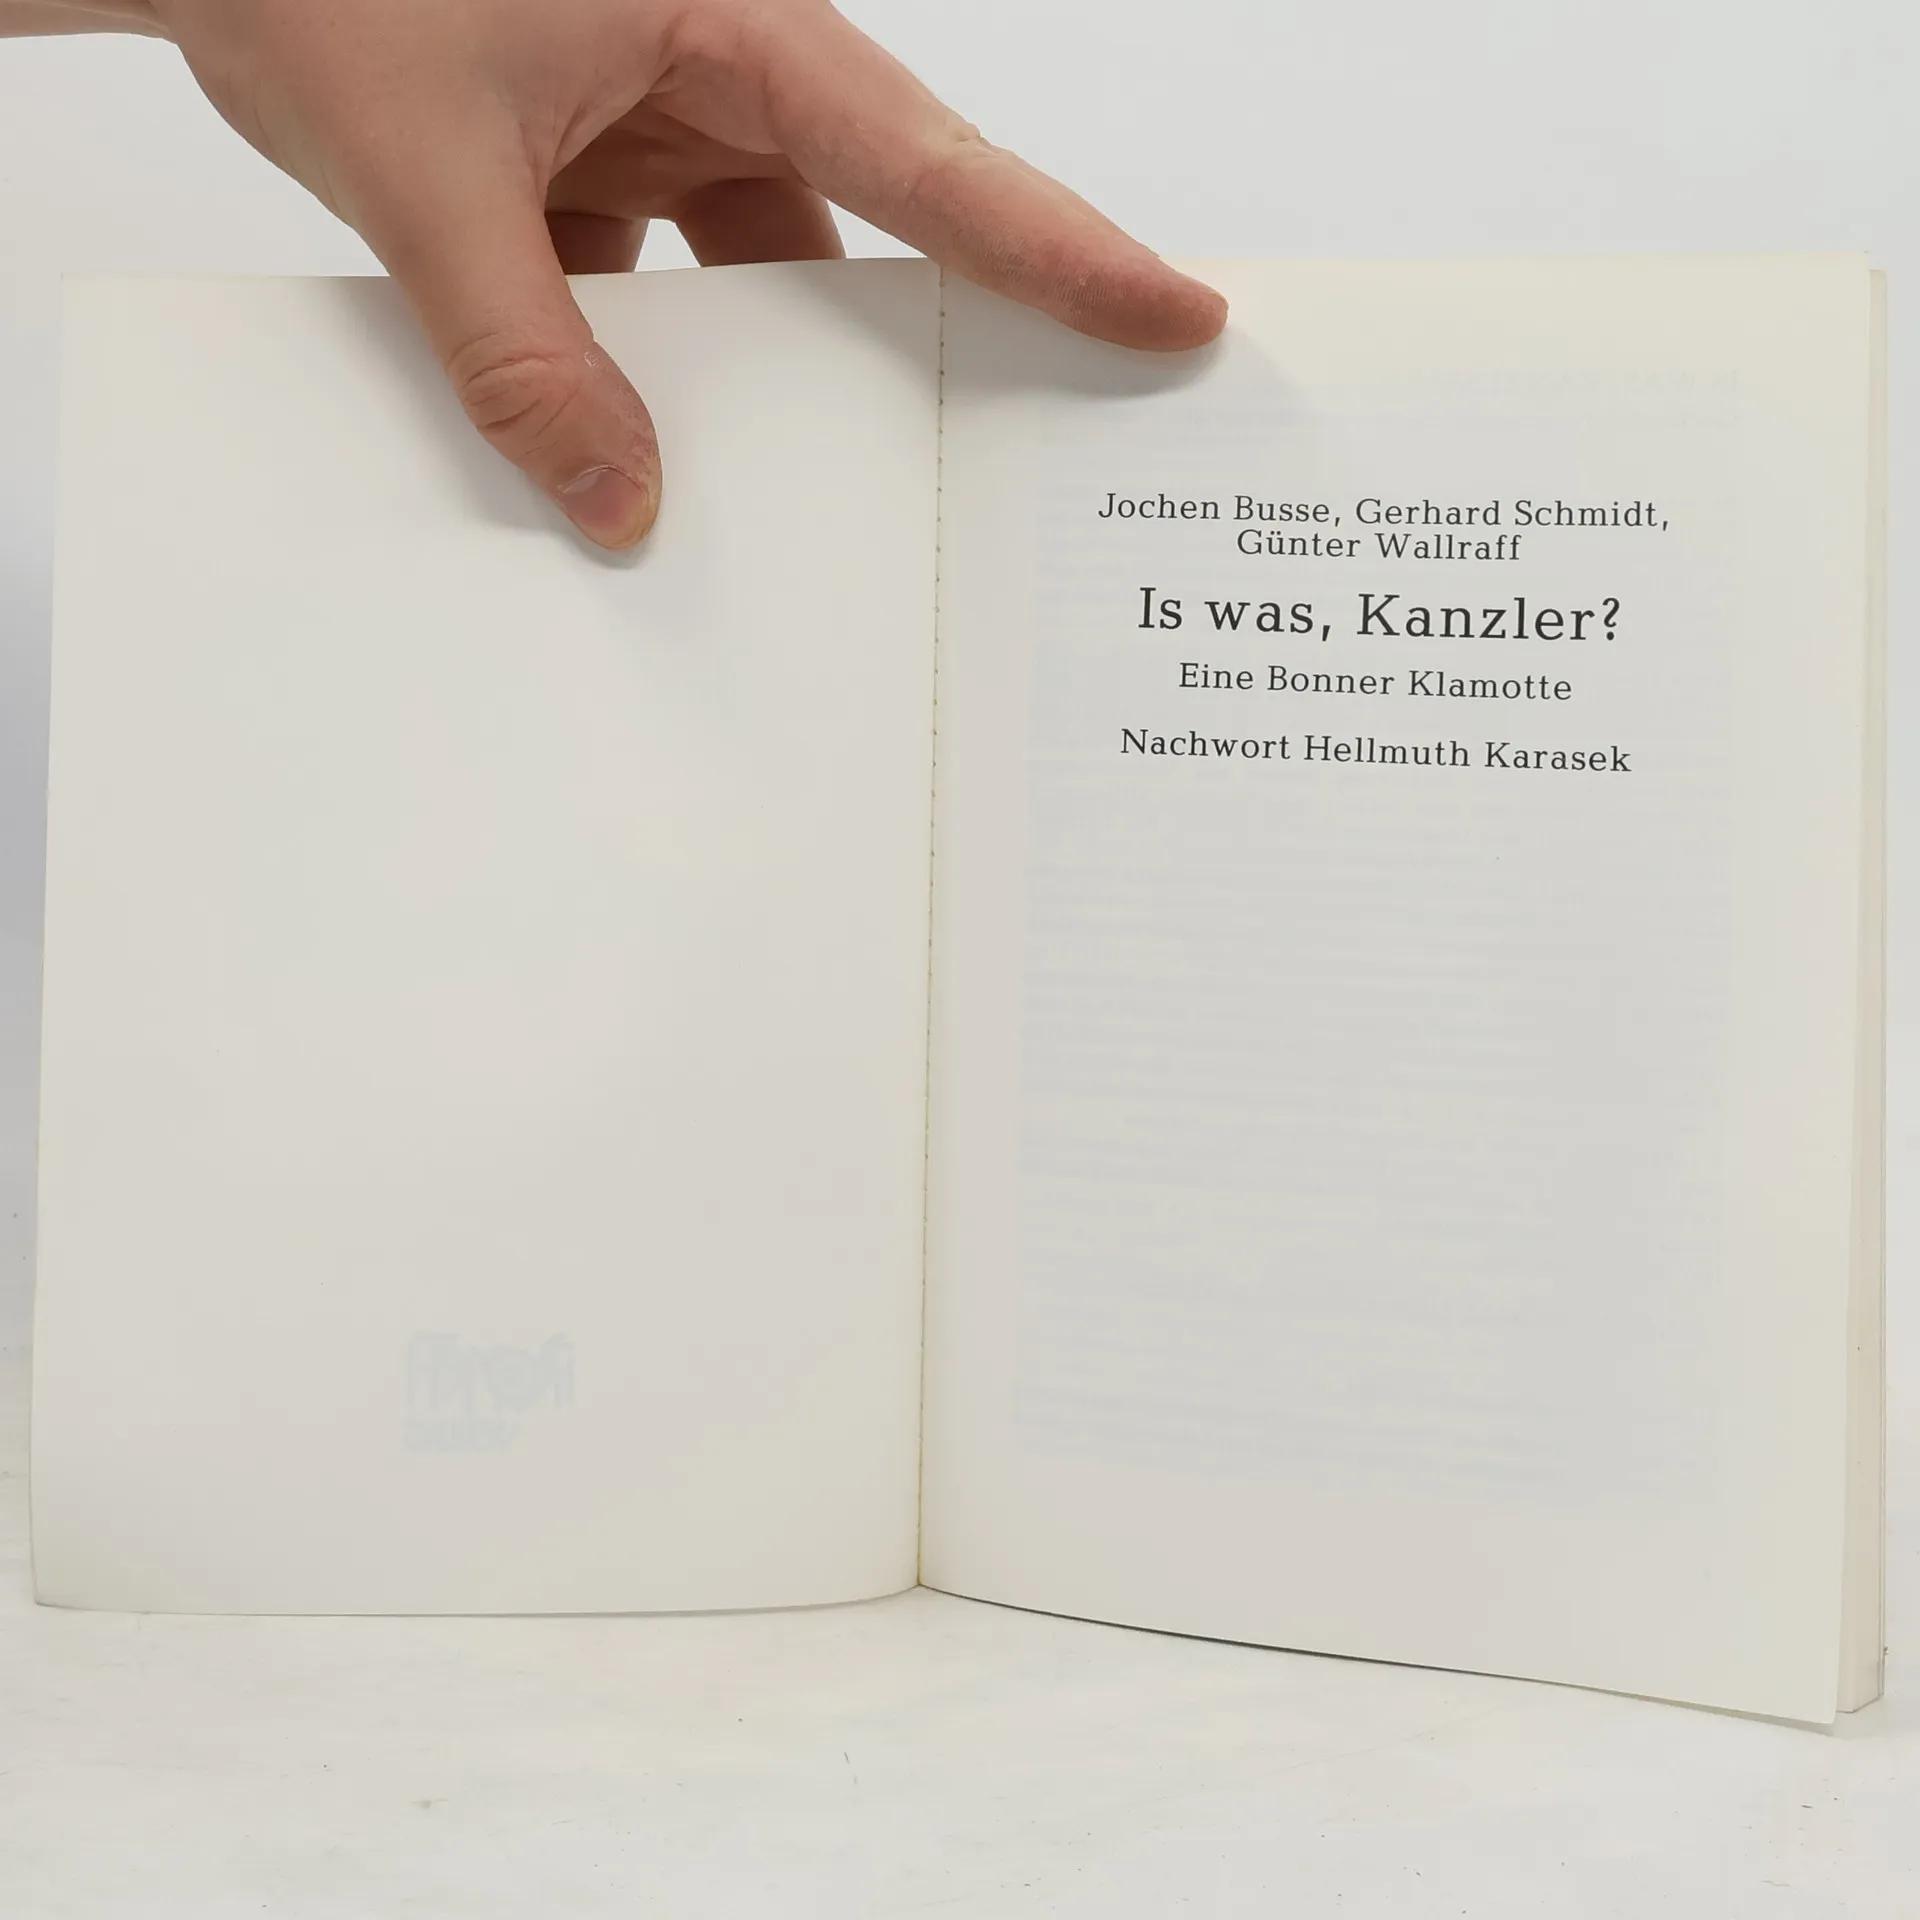 Jochen Busse, Gerhard Schmidt,
Günter Wallraff
Is was, Kanzler?
Eine Bonner Klamotte
Nachwort Hellmuth Karasek